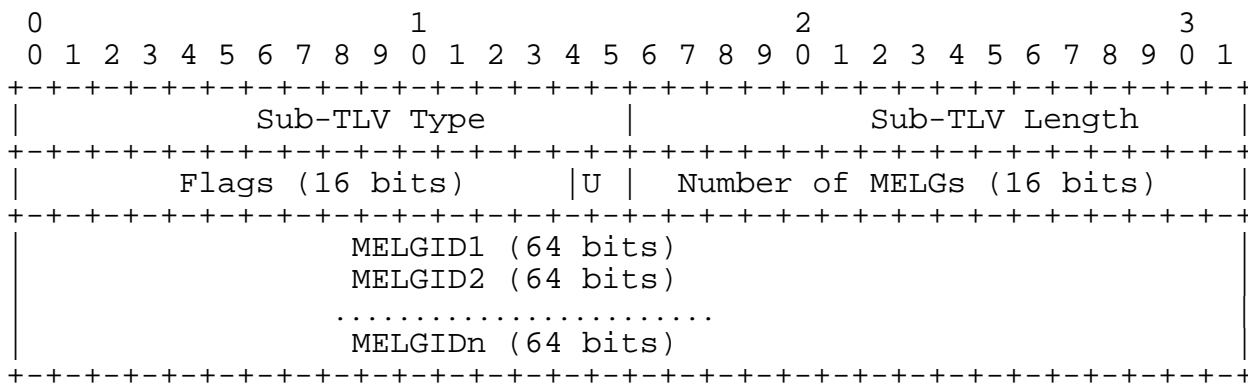 0                   1                   2                   3
 0 1 2 3 4 5 6 7 8 9 0 1 2 3 4 5 6 7 8 9 0 1 2 3 4 5 6 7 8 9 0 1
+-+-+-+-+-+-+-+-+-+-+-+-+-+-+-+-+-+-+-+-+-+-+-+-+-+-+-+-+-+-+-+-+
|            Sub-TLV Type       |            Sub-TLV Length     |
+-+-+-+-+-+-+-+-+-+-+-+-+-+-+-+-+-+-+-+-+-+-+-+-+-+-+-+-+-+-+-+-+
|        Flags (16 bits)     |U |  Number of MELGs (16 bits)    |
+-+-+-+-+-+-+-+-+-+-+-+-+-+-+-+-+-+-+-+-+-+-+-+-+-+-+-+-+-+-+-+-+
|                 MELGID1 (64 bits)                             |
|                 MELGID2 (64 bits)                             |
|                ........................                       |
|                 MELGIDn (64 bits)                             |
+-+-+-+-+-+-+-+-+-+-+-+-+-+-+-+-+-+-+-+-+-+-+-+-+-+-+-+-+-+-+-+-+